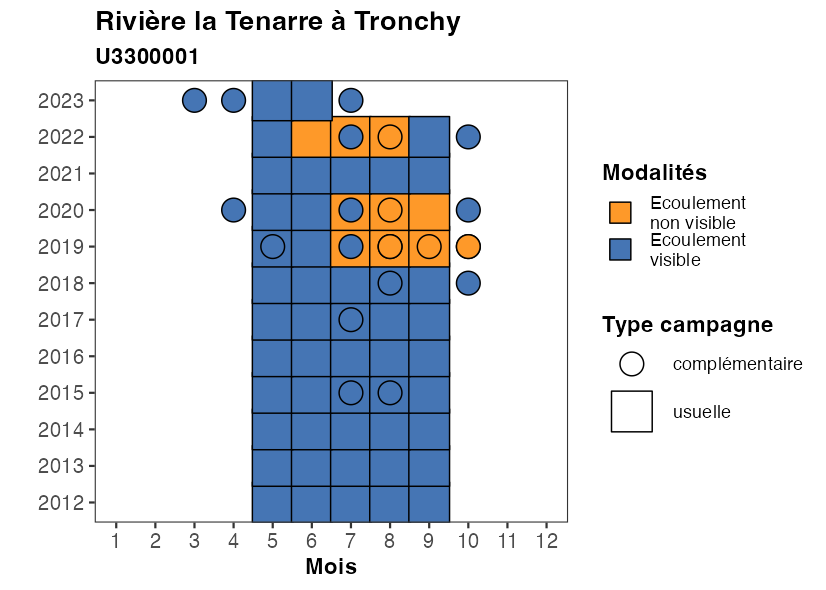 Rivière la Tenarre à Tronchy
U3300001
2023
2022
2021
2020
2019
2018
2017
2016
2015
2014
2013
2012
1 2 3 4 5 6 7 8 9 10 11 12
Mois
Modalités
Ecoulement
non visible
Ecoulement
visible
Type campagne
complémentaire
usuelle